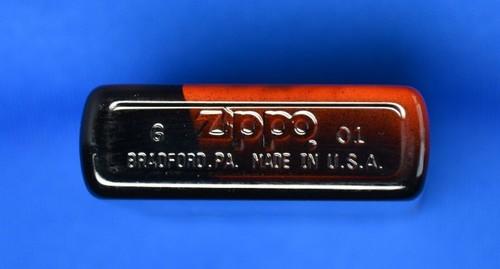 G zippo 01
BRADFORD.PA. MADE IN U.S.A.